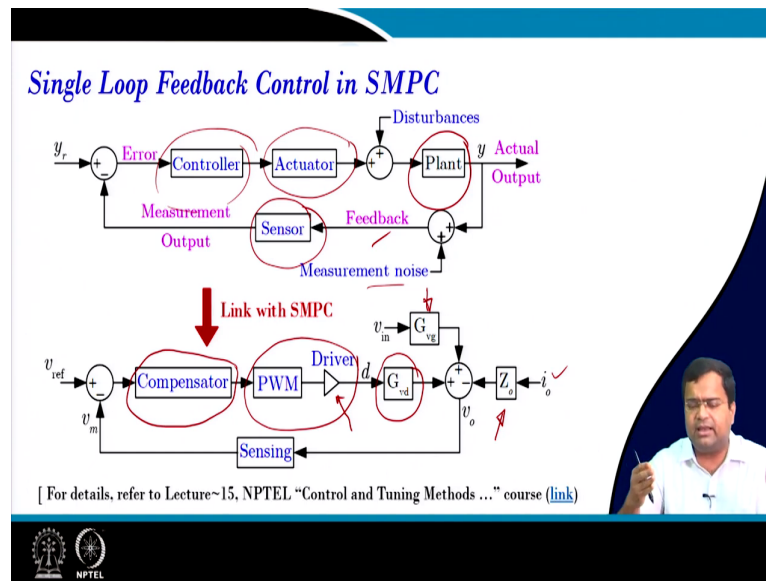 Single Loop Feedback Control in SMPC
Disturbances
y_r
+
−
Error
Controller
Actuator
+
+
Plant
y
Actual
Output
Measurement
Output
Sensor
Feedback
+
+
Measurement noise
Link with SMPC
v_in
G_vg
v_ref
+
−
Compensator
PWM
Driver
d
G_vd
+
+
−
Z_o
i_o
v_m
v_o
Sensing
[ For details, refer to Lecture~15, NPTEL “Control and Tuning Methods ...” course (link)
NPTEL